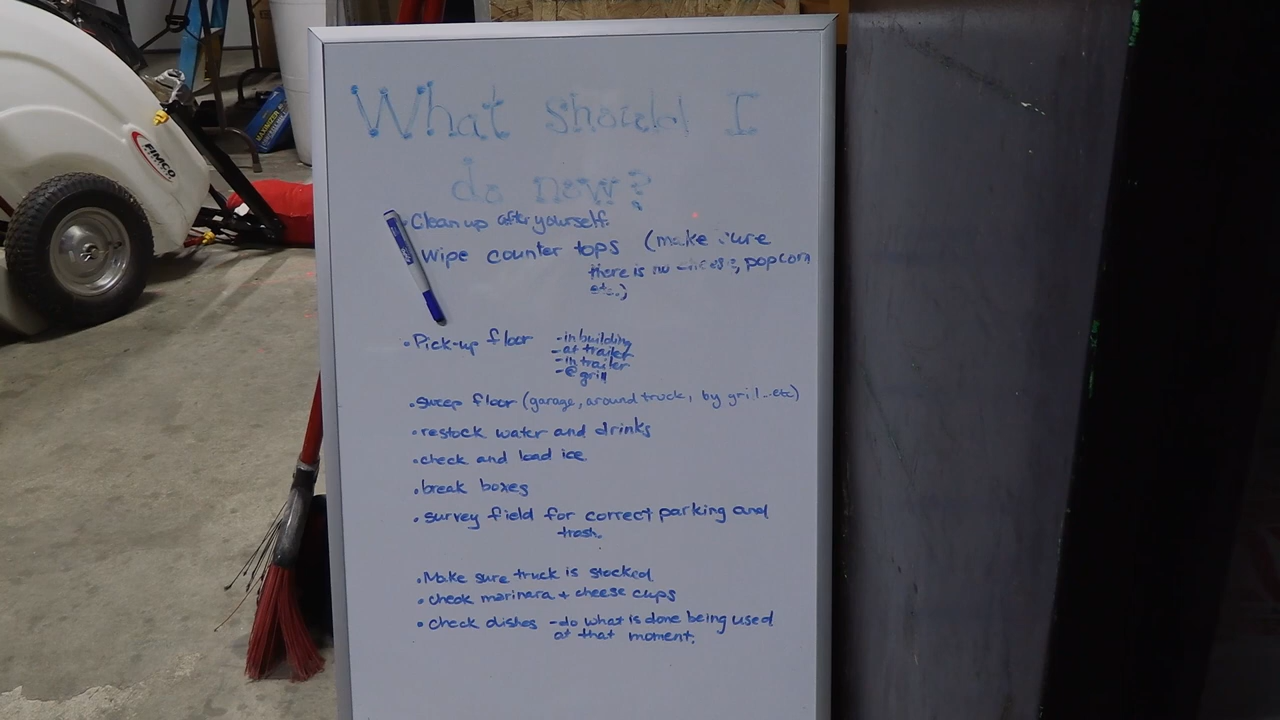 What should I
do now?
• Clean up after yourself.
Wipe counter tops (make sure
there is no , popcorn
etc.)
• Pick-up floor -in building
-at trailer
-in trailer
-@ grill
• sweep floor (garage, around truck, by grill...etc)
• restock water and drinks
• check and load ice
• break boxes
• survey field for correct parking and
trash.
• Make sure truck is stocked
• check marinara + cheese cups
• check dishes -do what is done being used
at that moment.
FIMCO
MAXIMIZER